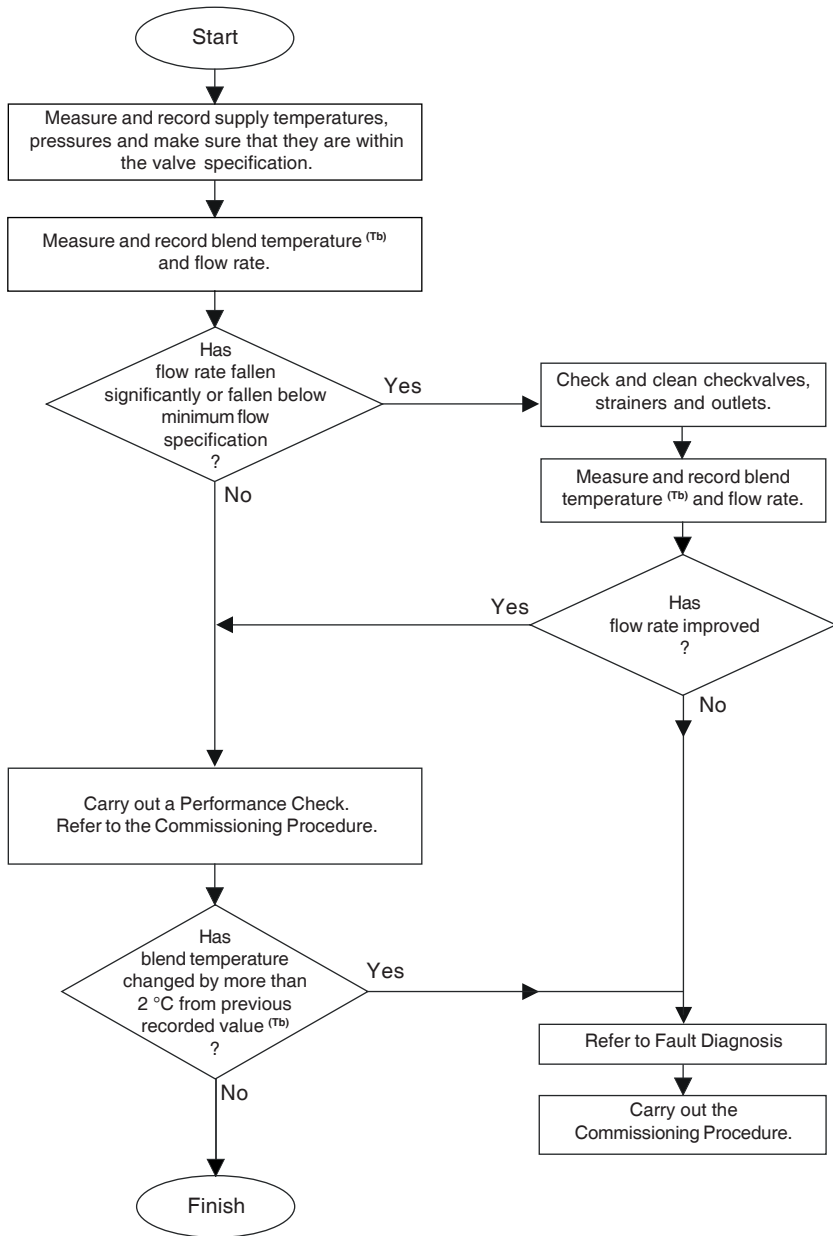 Start
Measure and record supply temperatures,
pressures and make sure that they are within
the valve specification.
Measure and record blend temperature (Tb)
and flow rate.
Has
flow rate fallen
significantly or fallen below
minimum flow
specification
?
Yes
No
Check and clean checkvalves,
strainers and outlets.
Measure and record blend
temperature (Tb) and flow rate.
Has
flow rate improved
?
Yes
No
Carry out a Performance Check.
Refer to the Commissioning Procedure.
Has
blend temperature
changed by more than
2 °C from previous
recorded value (Tb)
?
Yes
No
Refer to Fault Diagnosis
Carry out the
Commissioning Procedure.
Finish